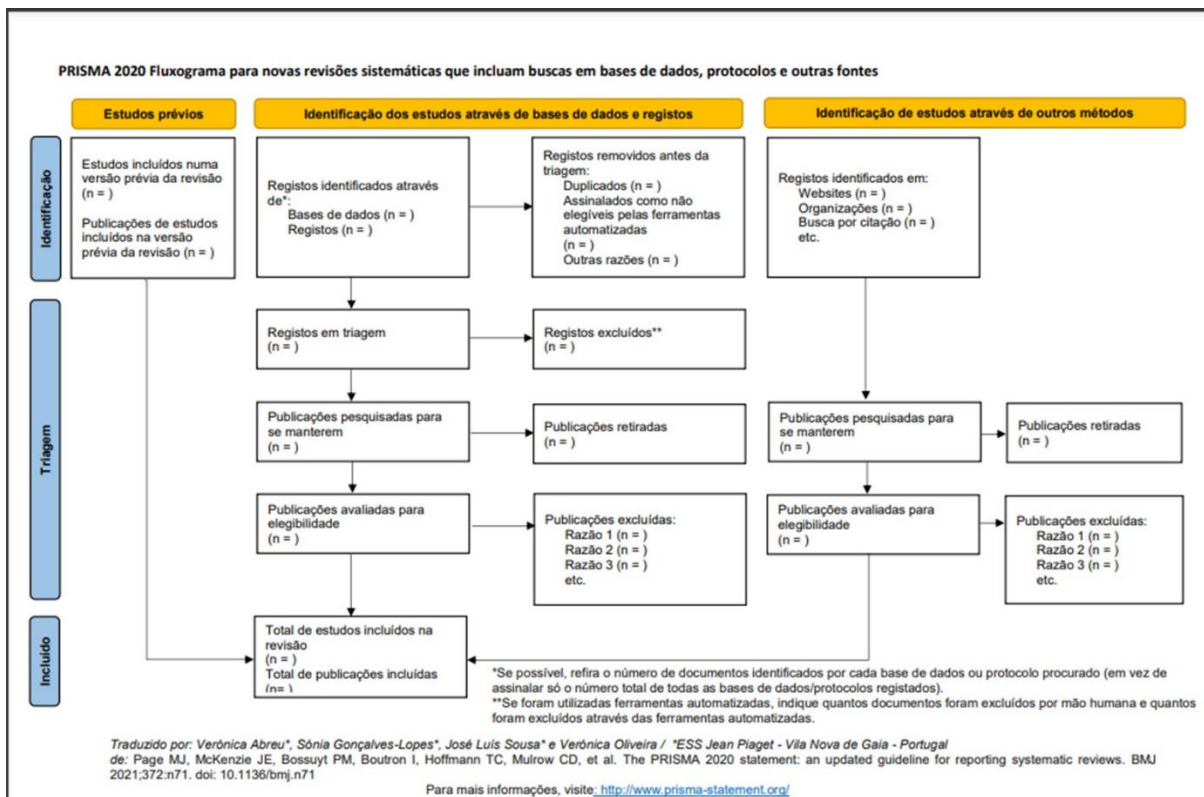 PRISMA 2020 Fluxograma para novas revisões sistemáticas que incluam buscas em bases de dados, protocolos e outras fontes
Estudos prévios
Identificação dos estudos através de bases de dados e registos
Identificação de estudos através de outros métodos
Identificação
Estudos incluídos numa
versão prévia da revisão
(n = )
Publicações de estudos
incluídos na versão
prévia da revisão (n = )
Registos identificados através
de*:
Bases de dados (n = )
Registos (n = )
Registos removidos antes da
triagem:
Duplicados (n = )
Assinalados como não
elegíveis pelas ferramentas
automatizadas
(n = )
Outras razões (n = )
Registos identificados em:
Websites (n = )
Organizações (n = )
Busca por citação (n = )
etc.
Triagem
Registos em triagem
(n = )
Registos excluídos**
(n = )
Publicações pesquisadas para
se manterem
(n = )
Publicações retiradas
(n = )
Publicações pesquisadas para
se manterem
(n = )
Publicações retiradas
(n = )
Publicações avaliadas para
elegibilidade
(n = )
Publicações excluídas:
Razão 1 (n = )
Razão 2 (n = )
Razão 3 (n = )
etc.
Publicações avaliadas para
elegibilidade
(n = )
Publicações excluídas:
Razão 1 (n = )
Razão 2 (n = )
Razão 3 (n = )
etc.
Incluído
Total de estudos incluídos na
revisão
(n = )
Total de publicações incluídas
(n= )
*Se possível, refira o número de documentos identificados por cada base de dados ou protocolo procurado (em vez de
assinalar só o número total de todas as bases de dados/protocolos registados).
**Se foram utilizadas ferramentas automatizadas, indique quantos documentos foram excluídos por mão humana e quantos
foram excluídos através das ferramentas automatizadas.
Traduzido por: Verónica Abreu*, Sónia Gonçalves-Lopes*, José Luís Sousa* e Verónica Oliveira / *ESS Jean Piaget - Vila Nova de Gaia - Portugal
de: Page MJ, McKenzie JE, Bossuyt PM, Boutron I, Hoffmann TC, Mulrow CD, et al. The PRISMA 2020 statement: an updated guideline for reporting systematic reviews. BMJ
2021;372:n71. doi: 10.1136/bmj.n71
Para mais informações, visite: http://www.prisma-statement.org/